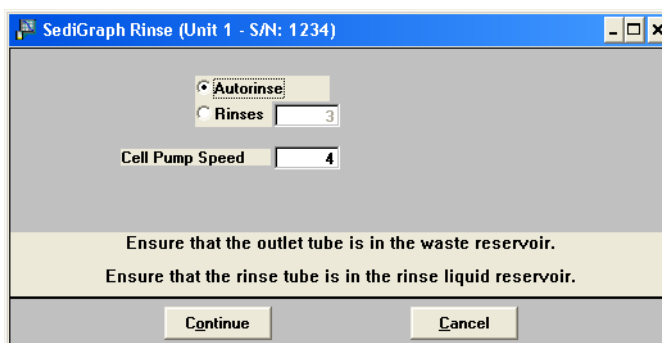 SediGraph Rinse (Unit 1 - S/N: 1234)
Autorinse
Rinses 3
Cell Pump Speed 4
Ensure that the outlet tube is in the waste reservoir.
Ensure that the rinse tube is in the rinse liquid reservoir.
Continue Cancel